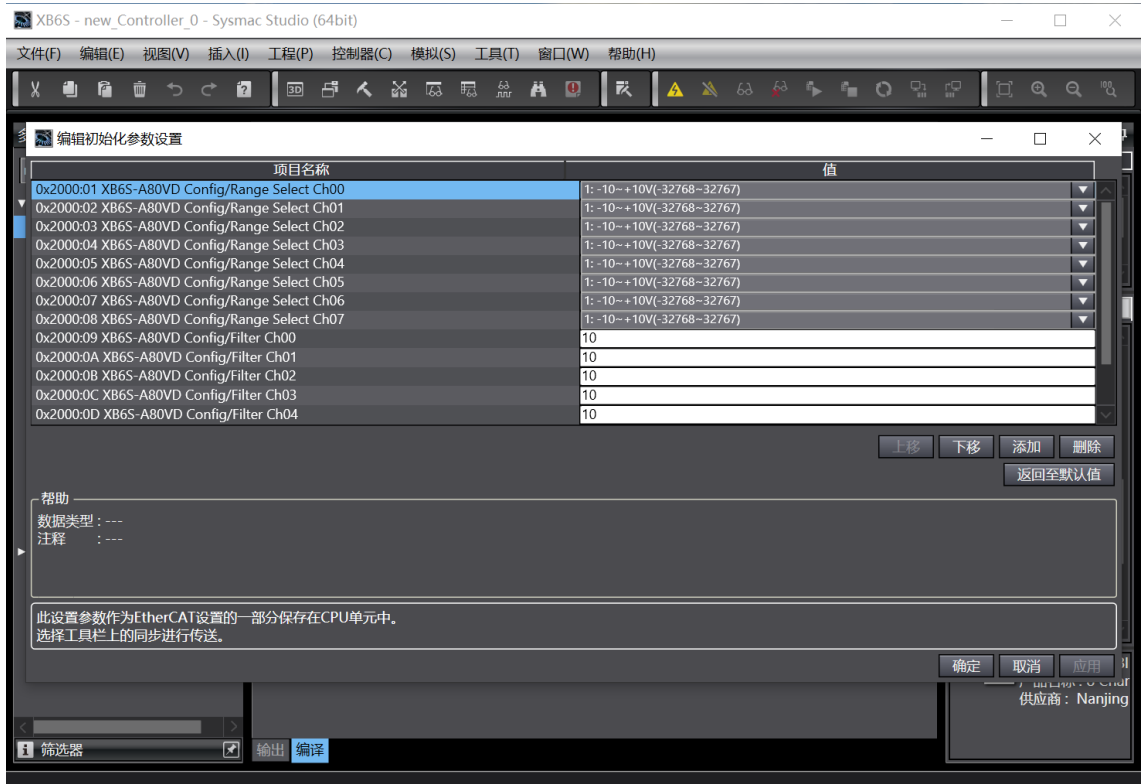 XB6S - new_Controller_0 - Sysmac Studio (64bit)
文件(F) 编辑(E) 视图(V) 插入(I) 工程(P) 控制器(C) 模拟(S) 工具(T) 窗口(W) 帮助(H)
3D
编辑初始化参数设置
项目名称 值
0x2000:01 XB6S-A80VD Config/Range Select Ch00 1: -10~+10V(-32768~32767)
0x2000:02 XB6S-A80VD Config/Range Select Ch01 1: -10~+10V(-32768~32767)
0x2000:03 XB6S-A80VD Config/Range Select Ch02 1: -10~+10V(-32768~32767)
0x2000:04 XB6S-A80VD Config/Range Select Ch03 1: -10~+10V(-32768~32767)
0x2000:05 XB6S-A80VD Config/Range Select Ch04 1: -10~+10V(-32768~32767)
0x2000:06 XB6S-A80VD Config/Range Select Ch05 1: -10~+10V(-32768~32767)
0x2000:07 XB6S-A80VD Config/Range Select Ch06 1: -10~+10V(-32768~32767)
0x2000:08 XB6S-A80VD Config/Range Select Ch07 1: -10~+10V(-32768~32767)
0x2000:09 XB6S-A80VD Config/Filter Ch00 10
0x2000:0A XB6S-A80VD Config/Filter Ch01 10
0x2000:0B XB6S-A80VD Config/Filter Ch02 10
0x2000:0C XB6S-A80VD Config/Filter Ch03 10
0x2000:0D XB6S-A80VD Config/Filter Ch04 10
上移 下移 添加 删除
返回至默认值
帮助
数据类型 : ---
注释 : ---
此设置参数作为EtherCAT设置的一部分保存在CPU单元中。
选择工具栏上的同步进行传送。
确定 取消 应用
供应商 : Nanjing
筛选器 输出 编译